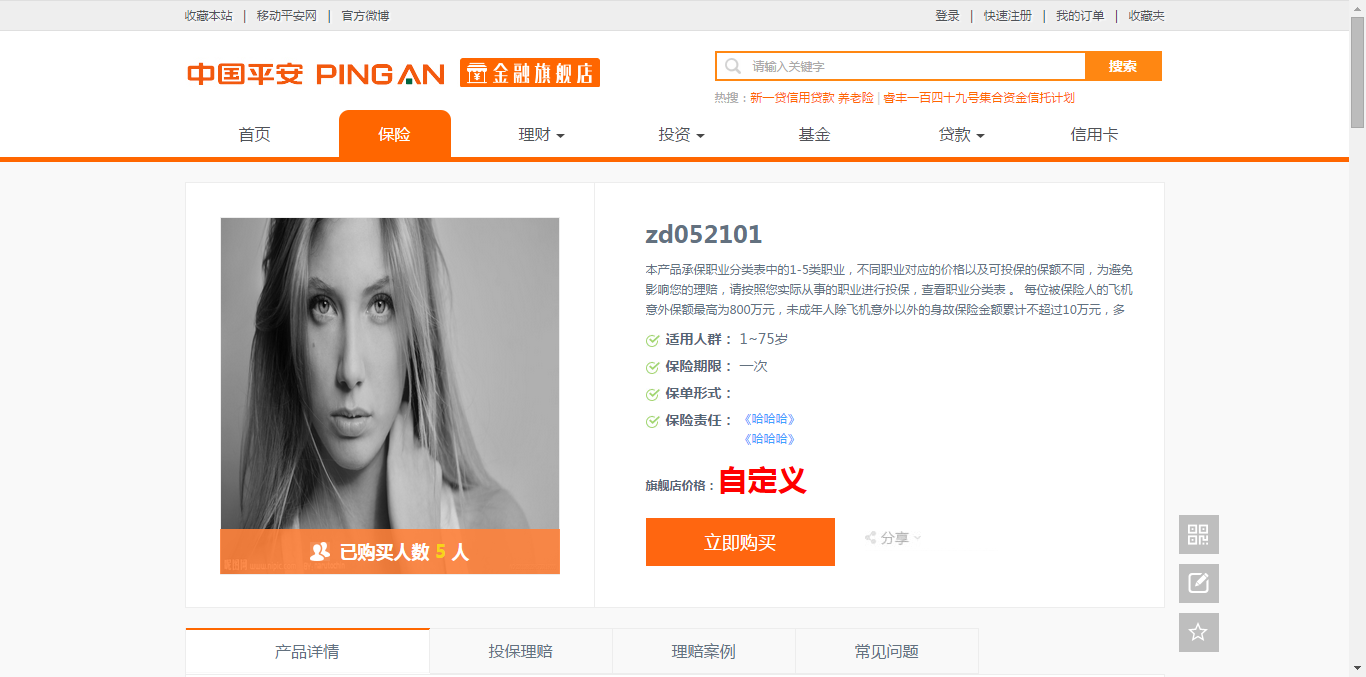 收藏本站 | 移动平安网 | 官方微博
登录 | 快速注册 | 我的订单 | 收藏夹
中国平安 PING AN 金融旗舰店
请输入关键字 搜索
热搜：新一贷信用贷款 养老险 | 睿丰一百四十九号集合资金信托计划
首页 保险 理财 投资 基金 贷款 信用卡
zd052101
本产品承保职业分类表中的1-5类职业，不同职业对应的价格以及可投保的保额不同，为避免
影响您的理赔，请按照您实际从事的职业进行投保，查看职业分类表 。 每位被保险人的飞机
意外保额最高为800万元，未成年人除飞机意外以外的身故保险金额累计不超过10万元，多
适用人群： 1~75岁
保险期限： 一次
保单形式：
保险责任： 《哈哈哈》
《哈哈哈》
旗舰店价格：自定义
已购买人数 5 人
立即购买 分享
产品详情 投保理赔 理赔案例 常见问题